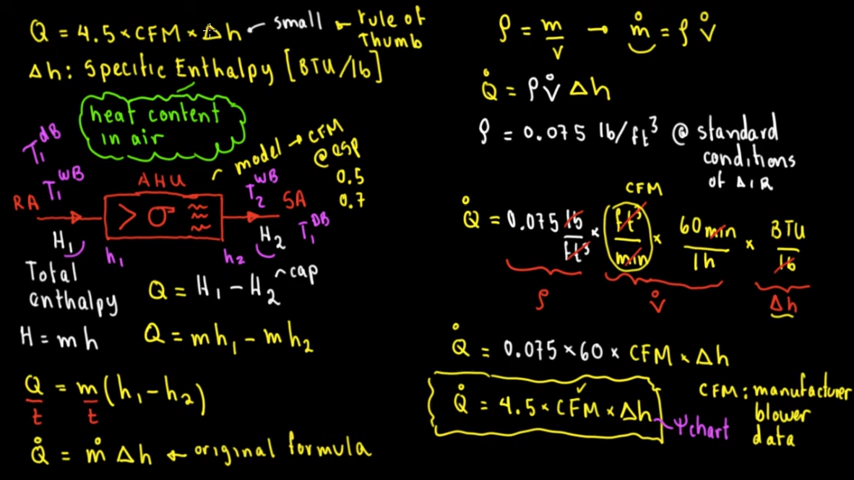 Q = 4.5 × CFM × Δh ← small ← rule of Thumb
Δh : Specific Enthalpy [BTU/lb]
heat content
in air
T₁ᵈᴮ
T₁ᵂᴮ
model → CFM
@ esp
0.5
0.7
AHU
RA
T₂ᵂᴮ
SA
T₁ᴰᴮ
H₁
h₁
h₂
H₂
Total
enthalpy
cap
Q = H₁ - H₂
H = mh
Q = mh₁ - mh₂
Q/t = m/t (h₁ - h₂)
Q̊ = m̊ Δh ← original formula
ρ = m/v → m̊ = ρ v̊
Q̊ = ρ v̊ Δh
ρ = 0.075 lb/ft³ @ standard
conditions
of AIR
CFM
Q̊ = 0.075 lb/ft³ × ft³/min × 60min/1h × BTU/lb
ρ
v̊
Δh
Q̊ = 0.075 × 60 × CFM × Δh
Q̊ = 4.5 × CFM × Δh
Ψchart
CFM : manufacturer
blower
data